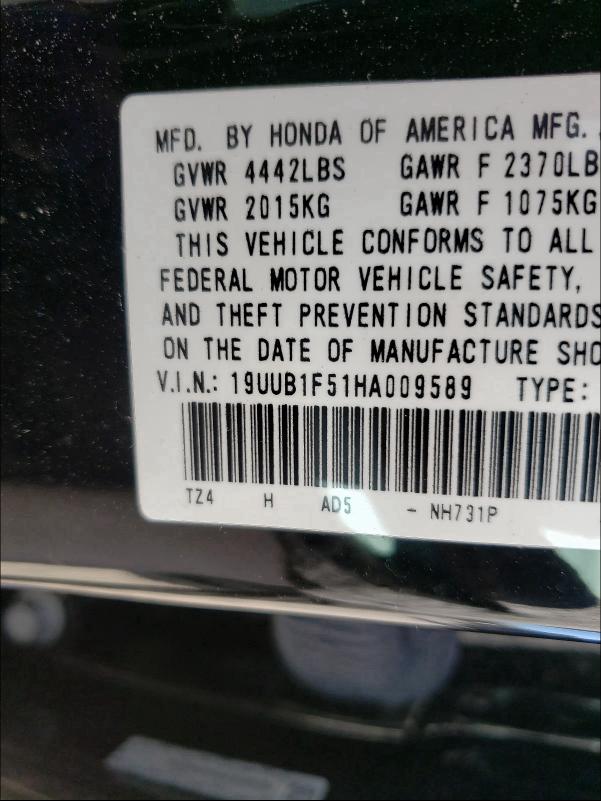 MFD. BY HONDA OF AMERICA MFG.
GVWR 4442LBS GAWR F 2370LB
GVWR 2015KG GAWR F 1075KG
THIS VEHICLE CONFORMS TO ALL
FEDERAL MOTOR VEHICLE SAFETY,
AND THEFT PREVENTION STANDARDS
ON THE DATE OF MANUFACTURE SHO
V.I.N.: 19UUB1F51HA009589 TYPE:
TZ4 H AD5 - NH731P